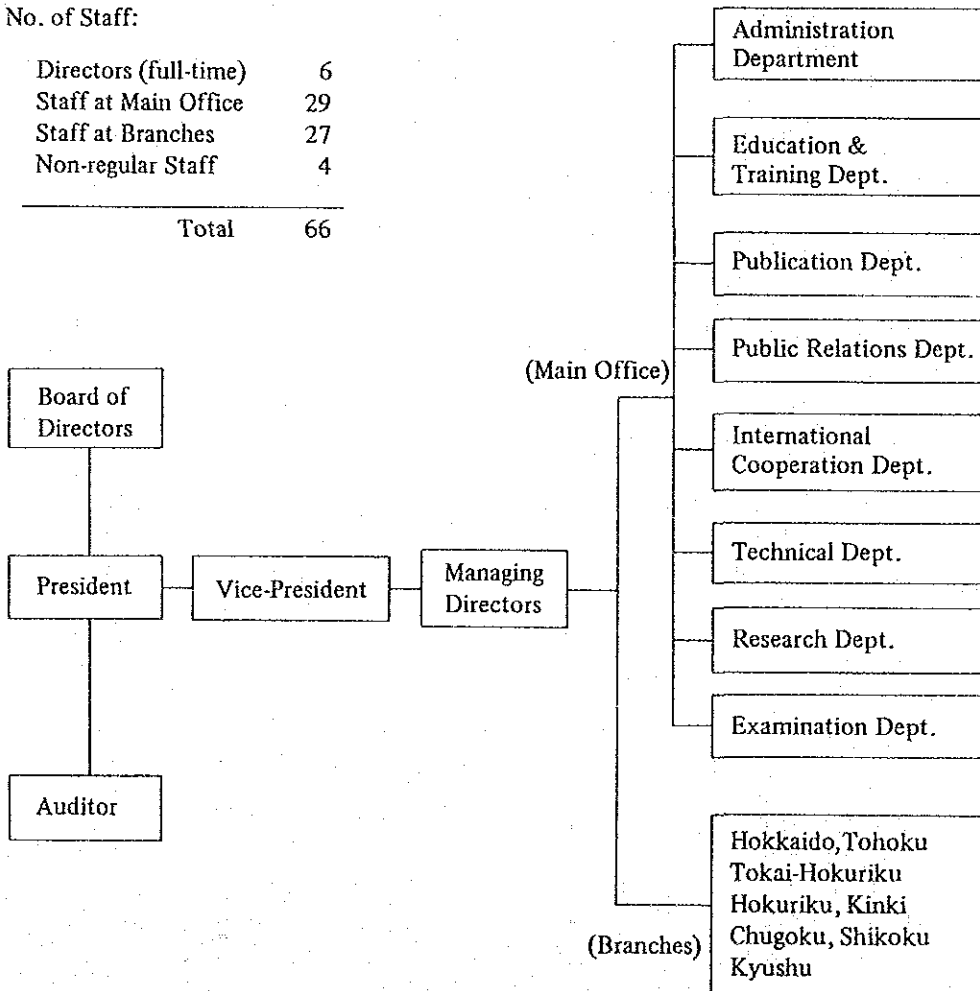 No. of Staff:
Directors (full-time) 6
Staff at Main Office 29
Staff at Branches 27
Non-regular Staff 4
Total 66
Board of
Directors
President
Auditor
Vice-President
Managing
Directors
(Main Office)
Administration
Department
Education &
Training Dept.
Publication Dept.
Public Relations Dept.
International
Cooperation Dept.
Technical Dept.
Research Dept.
Examination Dept.
(Branches)
Hokkaido, Tohoku
Tokai-Hokuriku
Hokuriku, Kinki
Chugoku, Shikoku
Kyushu